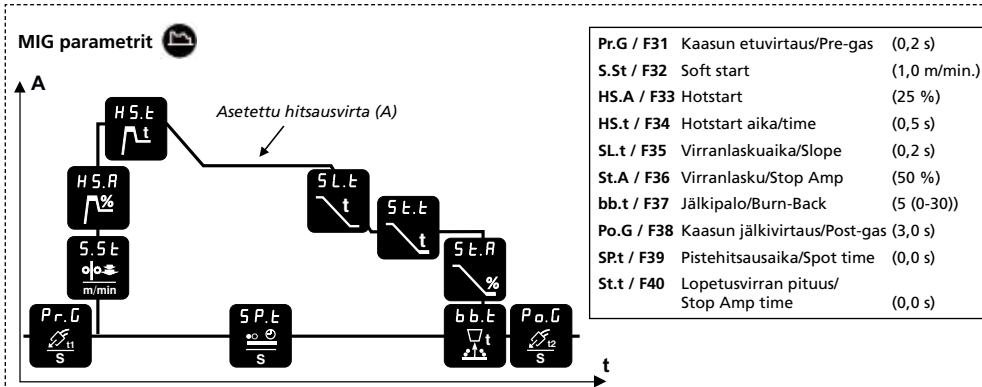 MIG parametrit
A
Asetettu hitsausvirta (A)
HS.t
t
HS.A
%
S.St
m/min
Pr.G
t1
S
SP.t
S
SL.t
t
St.t
t
St.A
%
bb.t
t
Po.G
t2
S
t
Pr.G / F31 Kaasun etuvirtaus/Pre-gas (0,2 s)
S.St / F32 Soft start (1,0 m/min.)
HS.A / F33 Hotstart (25 %)
HS.t / F34 Hotstart aika/time (0,5 s)
SL.t / F35 Virranlaskuaika/Slope (0,2 s)
St.A / F36 Virranlasku/Stop Amp (50 %)
bb.t / F37 Jälkipalo/Burn-Back (5 (0-30))
Po.G / F38 Kaasun jälkivirtaus/Post-gas (3,0 s)
SP.t / F39 Pistehitsausaika/Spot time (0,0 s)
St.t / F40 Lopetusvirran pituus/
Stop Amp time (0,0 s)